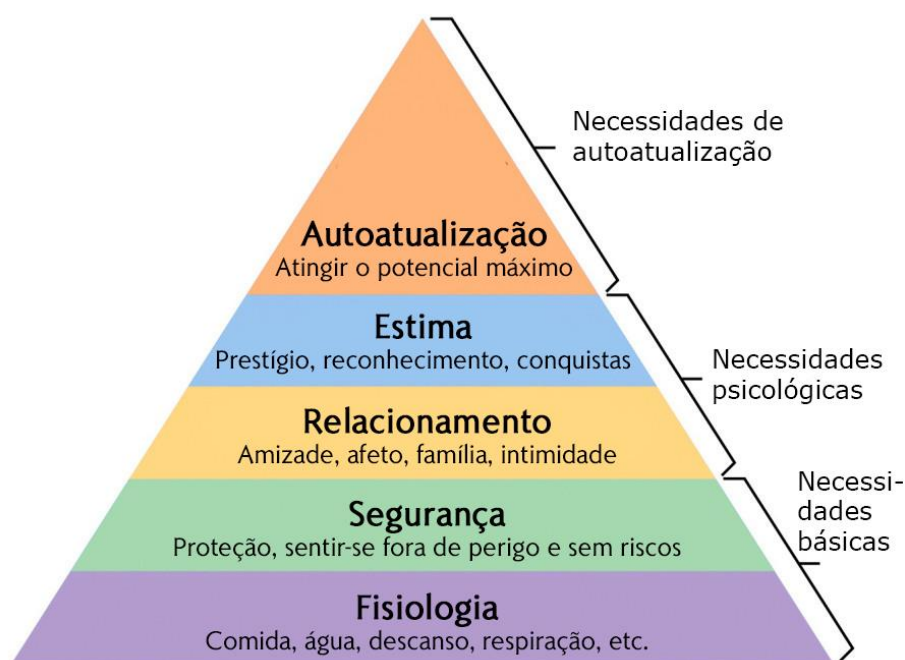 Necessidades de
autoatualização
Autoatualização
Atingir o potencial máximo
Estima
Prestígio, reconhecimento, conquistas
Necessidades
psicológicas
Relacionamento
Amizade, afeto, família, intimidade
Segurança
Proteção, sentir-se fora de perigo e sem riscos
Necessi-
dades
básicas
Fisiologia
Comida, água, descanso, respiração, etc.